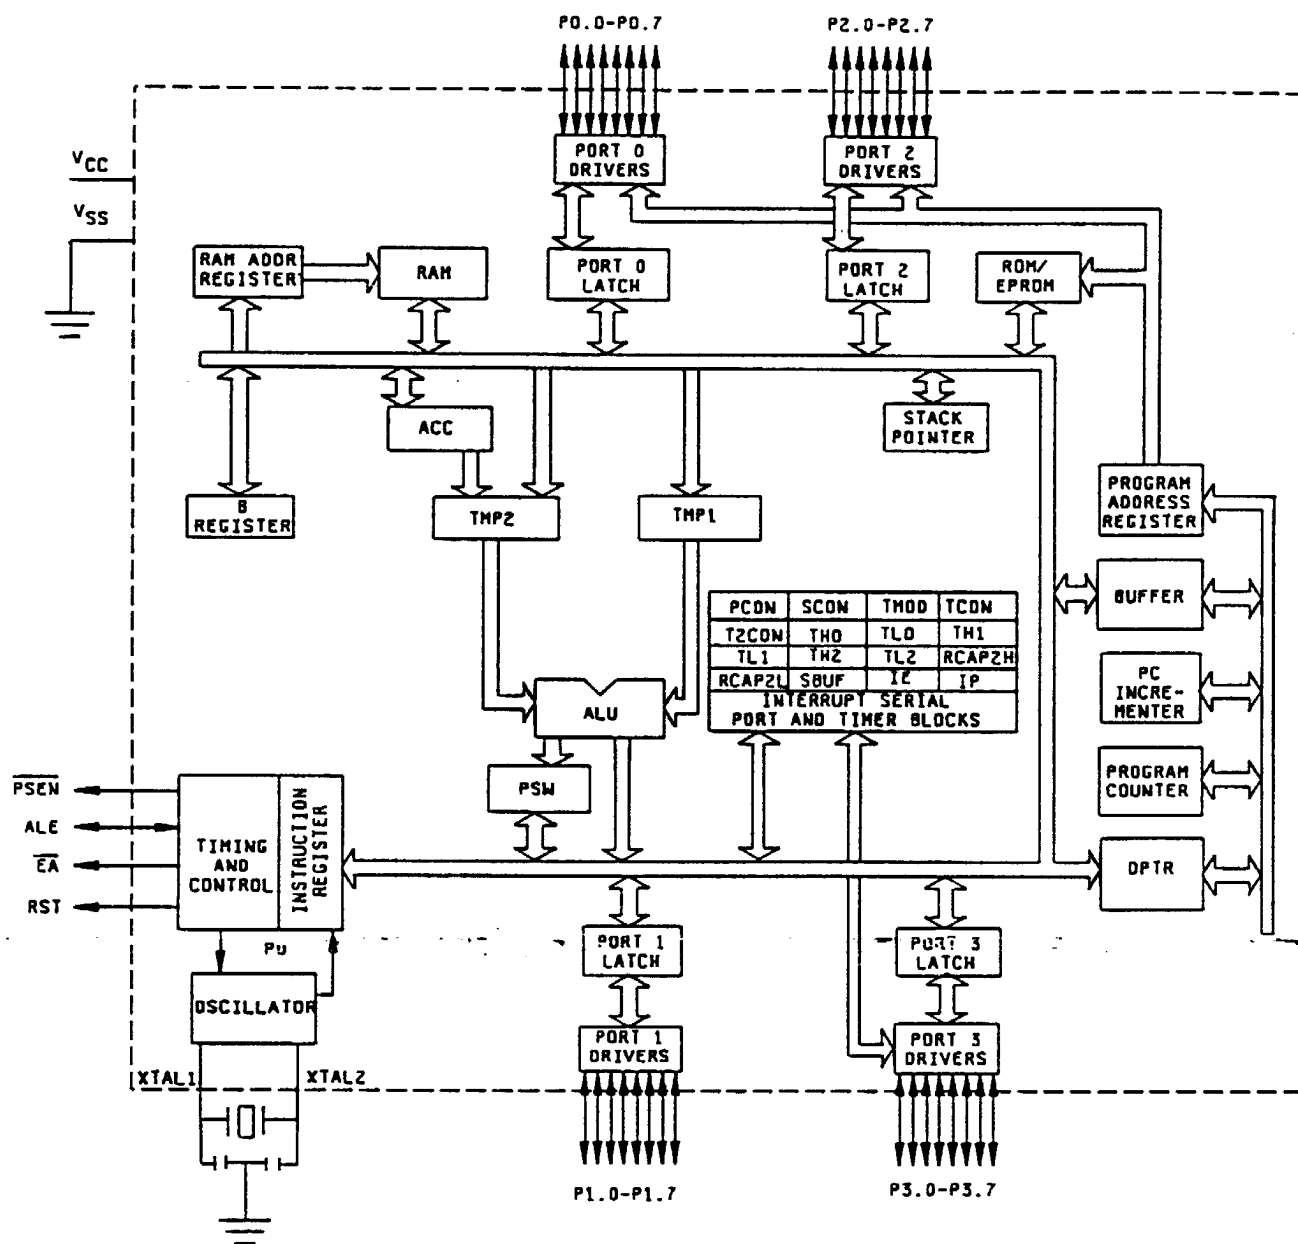 P0.0-P0.7
P2.0-P2.7
PORT 0
DRIVERS
PORT 2
DRIVERS
VCC
VSS
RAM ADDR
REGISTER
RAM
PORT 0
LATCH
PORT 2
LATCH
ROM/
EPROM
ACC
STACK
POINTER
B
REGISTER
TMP2
TMP1
PROGRAM
ADDRESS
REGISTER
BUFFER
PCON SCON TMOD TCON
T2CON TH0 TL0 TH1
TL1 TH2 TL2 RCAP2H
RCAP2L SBUF IE IP
INTERRUPT SERIAL
PORT AND TIMER BLOCKS
PC
INCRE-
MENTER
ALU
PSW
PROGRAM
COUNTER
PSEN
ALE
EA
RST
TIMING
AND
CONTROL
INSTRUCTION
REGISTER
DPTR
PD
PORT 1
LATCH
PORT 3
LATCH
OSCILLATOR
PORT 1
DRIVERS
PORT 3
DRIVERS
XTAL1
XTAL2
P1.0-P1.7
P3.0-P3.7